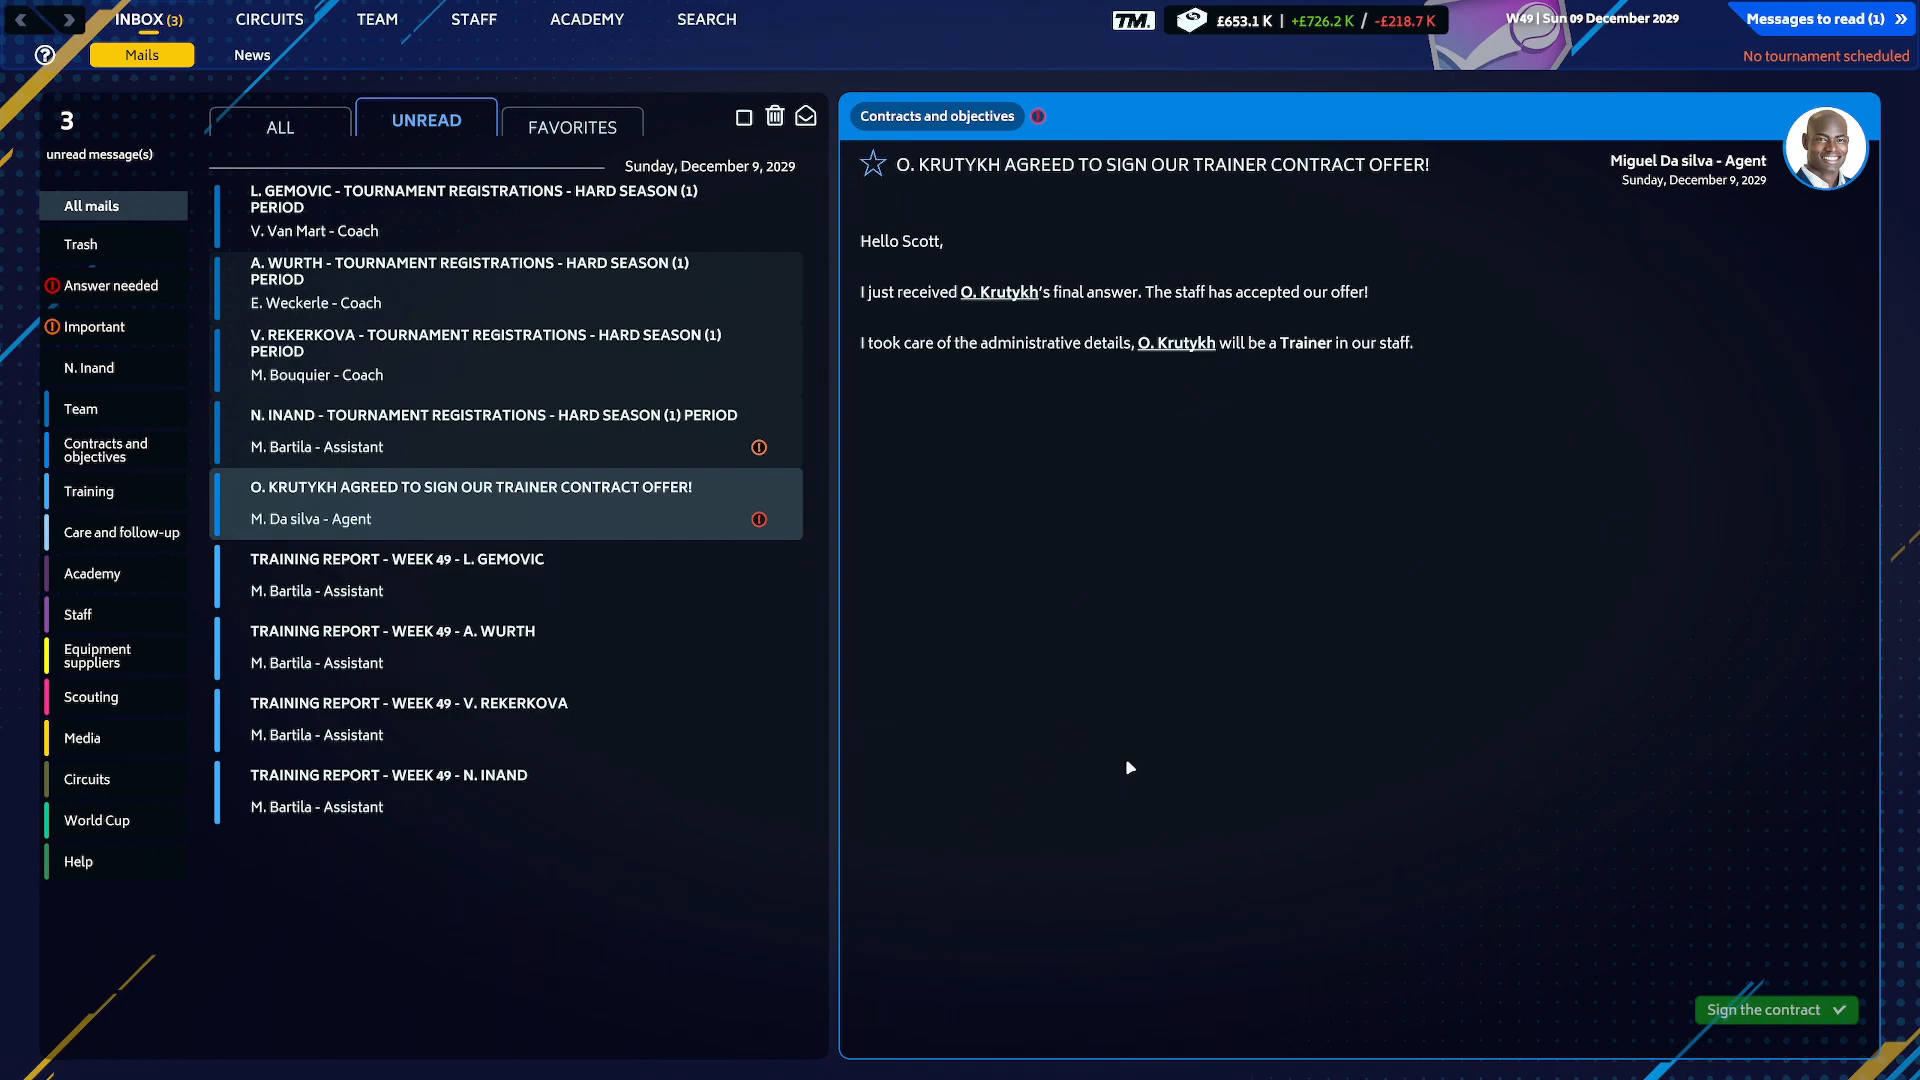 INBOX (3)
CIRCUITS
TEAM
STAFF
ACADEMY
SEARCH
TM.
£653.1 K | +£726.2 K / -£218.7 K
W49 | Sun 09 December 2029
Messages to read (1) »
?
Mails
News
No tournament scheduled
3
unread message(s)
All mails
Trash
Answer needed
Important
N. Inand
Team
Contracts and
objectives
Training
Care and follow-up
Academy
Staff
Equipment
suppliers
Scouting
Media
Circuits
World Cup
Help
ALL
UNREAD
FAVORITES
Sunday, December 9, 2029
L. GEMOVIC - TOURNAMENT REGISTRATIONS - HARD SEASON (1)
PERIOD
V. Van Mart - Coach
A. WURTH - TOURNAMENT REGISTRATIONS - HARD SEASON (1)
PERIOD
E. Weckerle - Coach
V. REKERKOVA - TOURNAMENT REGISTRATIONS - HARD SEASON (1)
PERIOD
M. Bouquier - Coach
N. INAND - TOURNAMENT REGISTRATIONS - HARD SEASON (1) PERIOD
M. Bartila - Assistant
O. KRUTYKH AGREED TO SIGN OUR TRAINER CONTRACT OFFER!
M. Da silva - Agent
TRAINING REPORT - WEEK 49 - L. GEMOVIC
M. Bartila - Assistant
TRAINING REPORT - WEEK 49 - A. WURTH
M. Bartila - Assistant
TRAINING REPORT - WEEK 49 - V. REKERKOVA
M. Bartila - Assistant
TRAINING REPORT - WEEK 49 - N. INAND
M. Bartila - Assistant
Contracts and objectives
O. KRUTYKH AGREED TO SIGN OUR TRAINER CONTRACT OFFER!
Miguel Da silva - Agent
Sunday, December 9, 2029
Hello Scott,
I just received O. Krutykh's final answer. The staff has accepted our offer!
I took care of the administrative details, O. Krutykh will be a Trainer in our staff.
Sign the contract